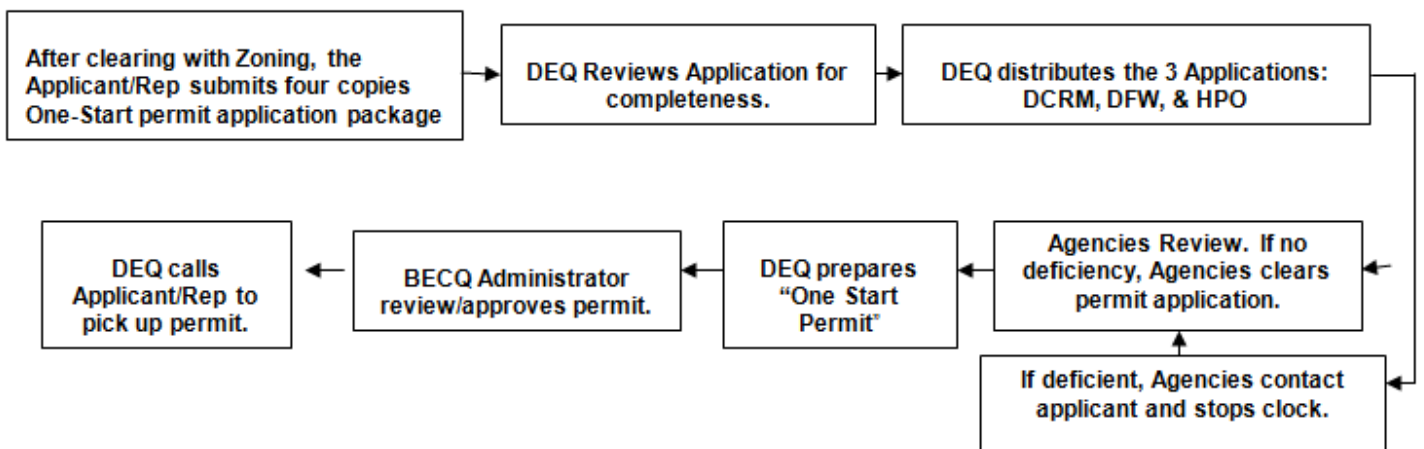 After clearing with Zoning, the
Applicant/Rep submits four copies
One-Start permit application package
DEQ Reviews Application for
completeness.
DEQ distributes the 3 Applications:
DCRM, DFW, & HPO
Agencies Review. If no
deficiency, Agencies clears
permit application.
If deficient, Agencies contact
applicant and stops clock.
DEQ prepares
“One Start
Permit”
BECQ Administrator
review/approves permit.
DEQ calls
Applicant/Rep to
pick up permit.